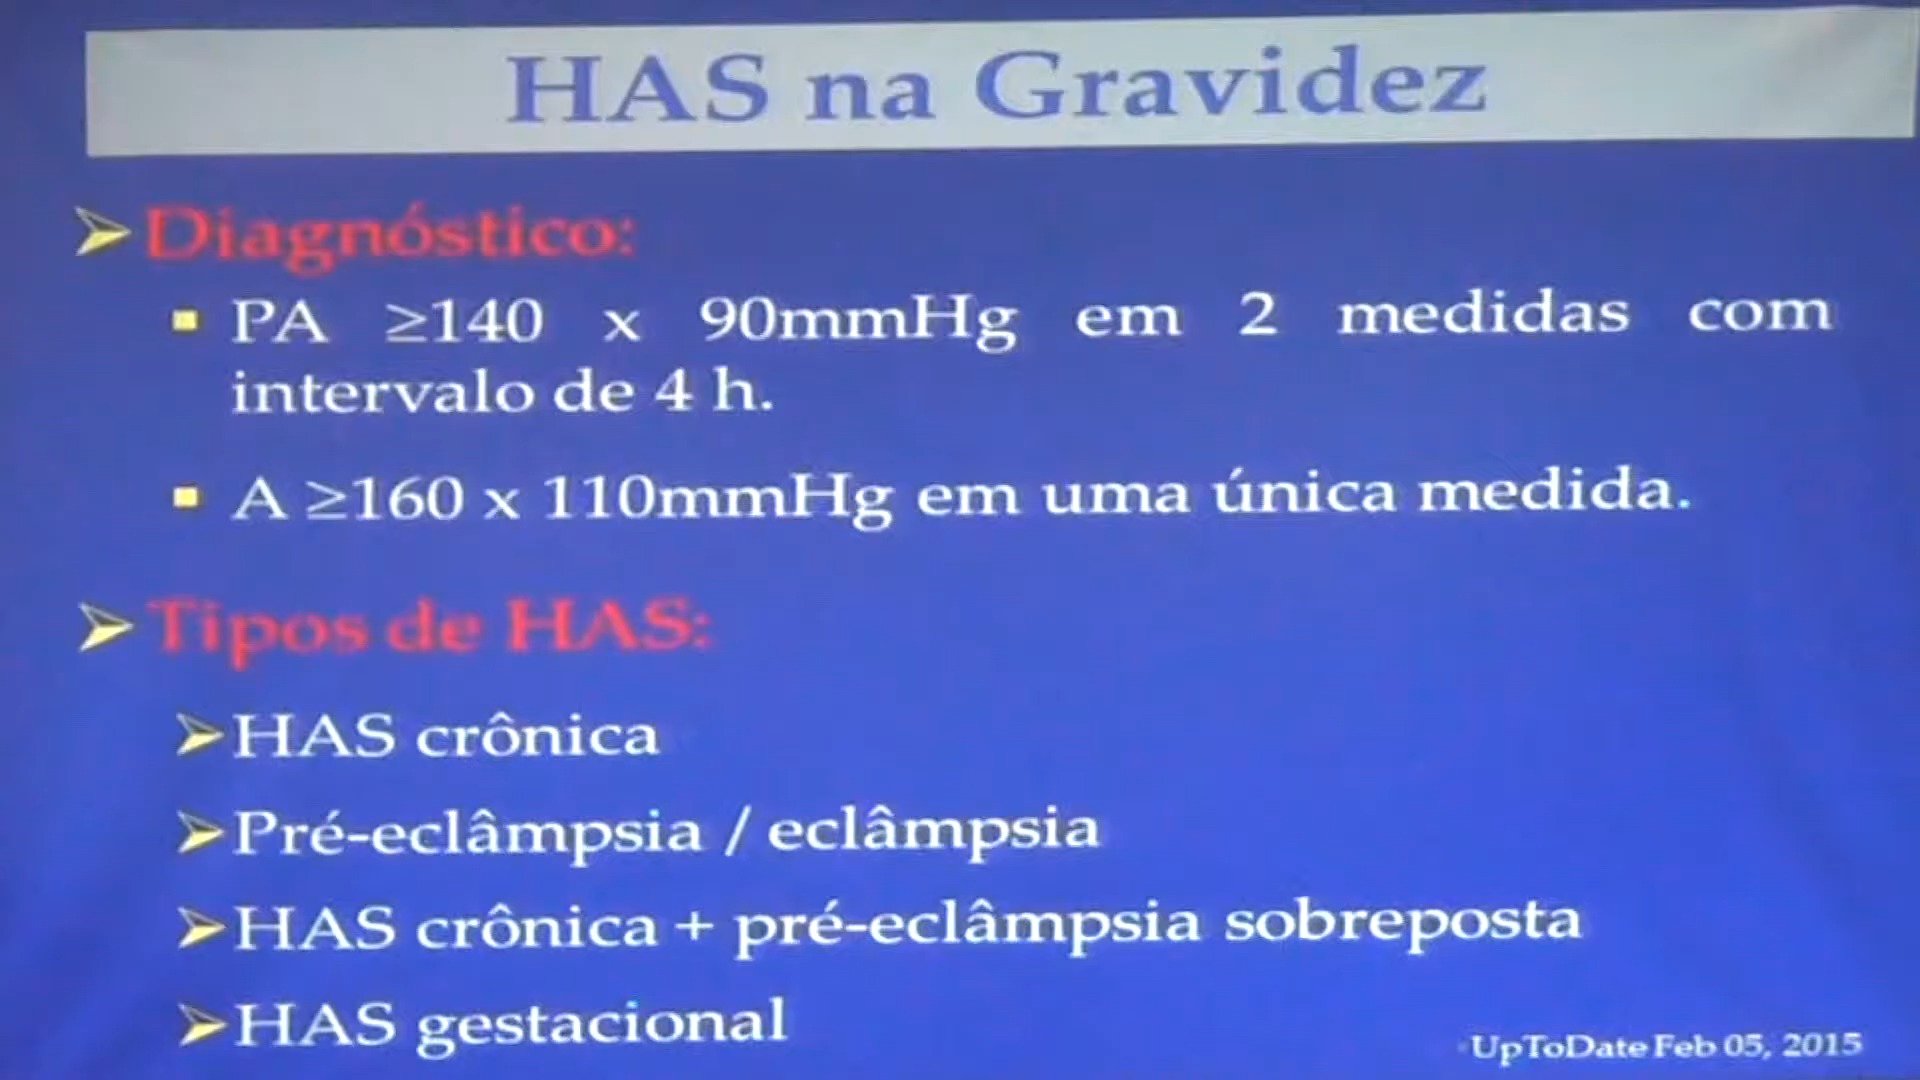 HAS na Gravidez
Diagnóstico:
PA ≥140 x 90mmHg em 2 medidas com
intervalo de 4 h.
A ≥160 x 110mmHg em uma única medida.
Tipos de HAS:
HAS crônica
Pré-eclâmpsia / eclâmpsia
HAS crônica + pré-eclâmpsia sobreposta
HAS gestacional
UpToDate Feb 05, 2015